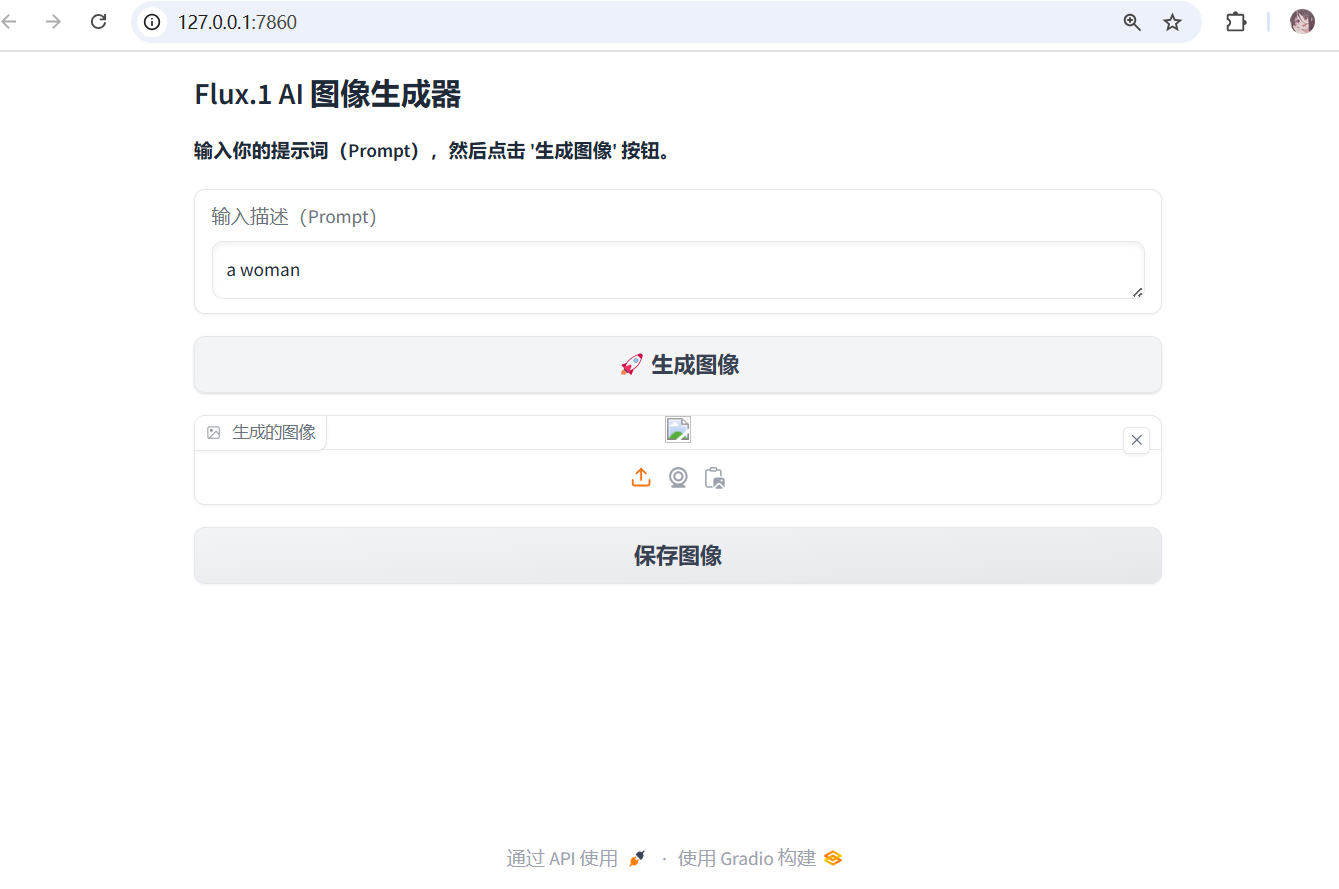 127.0.0.1:7860
Flux.1 AI 图像生成器
输入你的提示词（Prompt），然后点击 '生成图像' 按钮。
输入描述（Prompt）
a woman
🚀 生成图像
生成的图像
保存图像
通过 API 使用 · 使用 Gradio 构建